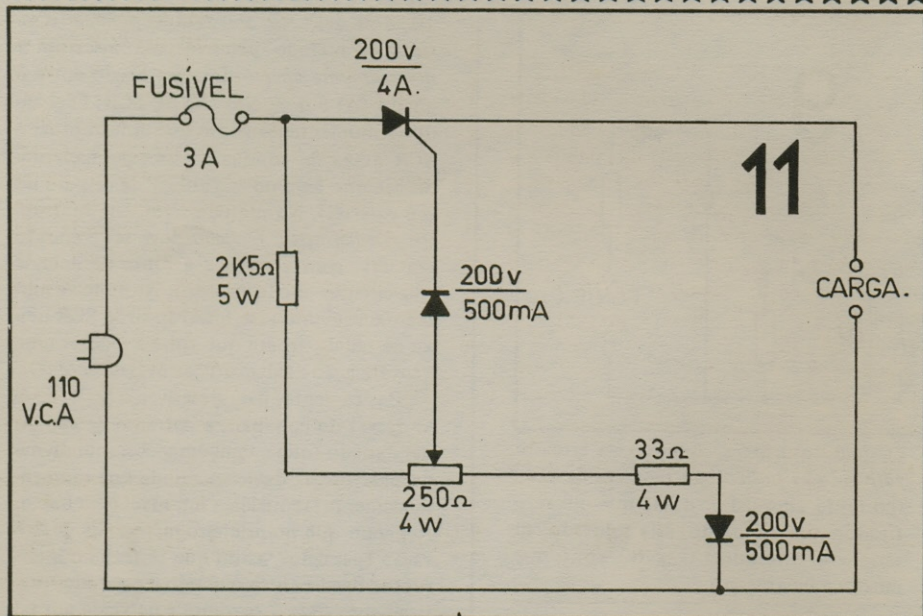 200v
4A.
FUSÍVEL
3A
11
2K5Ω
5W
200v
500mA
CARGA.
110
V.C.A
33Ω
4W
250Ω
4W
200v
500mA